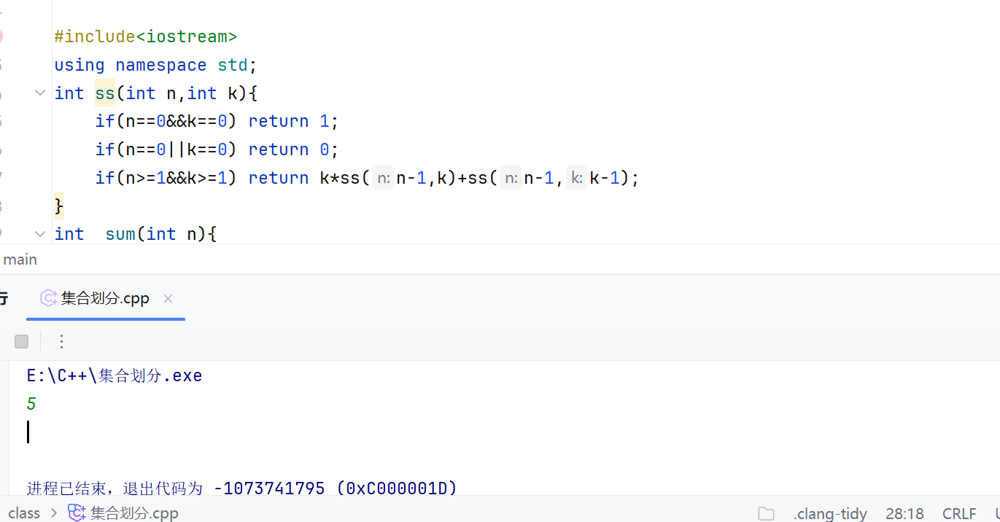 #include<iostream>
using namespace std;
int ss(int n,int k){
if(n==0&&k==0) return 1;
if(n==0||k==0) return 0;
if(n>=1&&k>=1) return k*ss(n: n-1,k)+ss(n: n-1, k: k-1);
}
int  sum(int n){
main
行 集合划分.cpp
E:\C++\集合划分.exe
5
进程已结束，退出代码为 -1073741795 (0xC000001D)
class > 集合划分.cpp .clang-tidy 28:18 CRLF